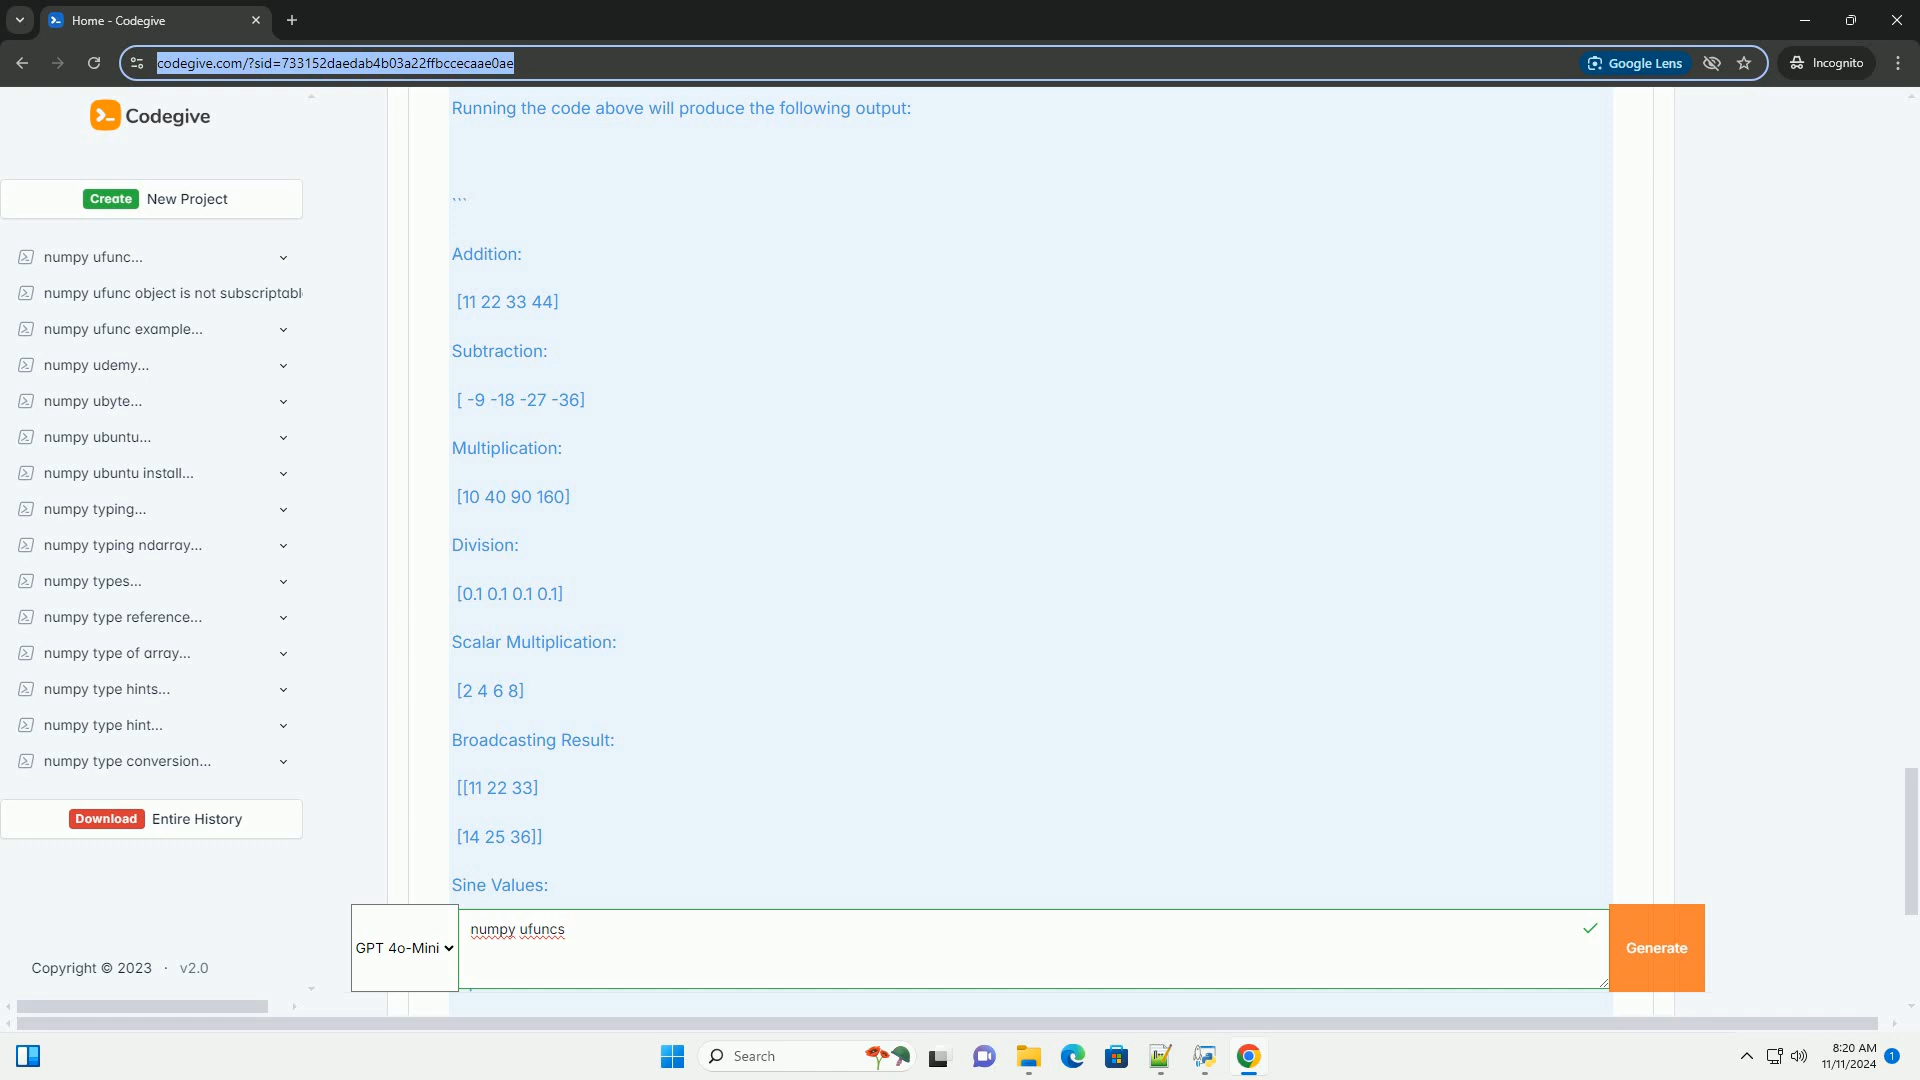 Home - Codegive
codegive.com/?sid=733152daedab4b03a22ffbccecaae0ae
Google Lens
Incognito
Codegive
Create New Project
numpy ufunc...
numpy ufunc object is not subscriptabl
numpy ufunc example...
numpy udemy...
numpy ubyte...
numpy ubuntu...
numpy ubuntu install...
numpy typing...
numpy typing ndarray...
numpy types...
numpy type reference...
numpy type of array...
numpy type hints...
numpy type hint...
numpy type conversion...
Download Entire History
Copyright © 2023 · v2.0
Running the code above will produce the following output:
```
Addition:
[11 22 33 44]
Subtraction:
[ -9 -18 -27 -36]
Multiplication:
[10 40 90 160]
Division:
[0.1 0.1 0.1 0.1]
Scalar Multiplication:
[2 4 6 8]
Broadcasting Result:
[[11 22 33]
[14 25 36]]
Sine Values:
GPT 4o-Mini
numpy ufuncs
Generate
Search
8:20 AM
11/11/2024
1